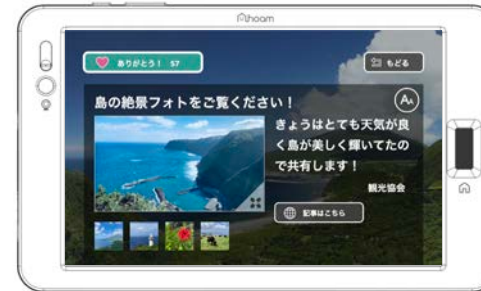 ありがとう！ 57
もどる
島の絶景フォトをご覧ください！
きょうはとても天気が良
く島が美しく輝いてたの
で共有します！
観光協会
記事はこちら